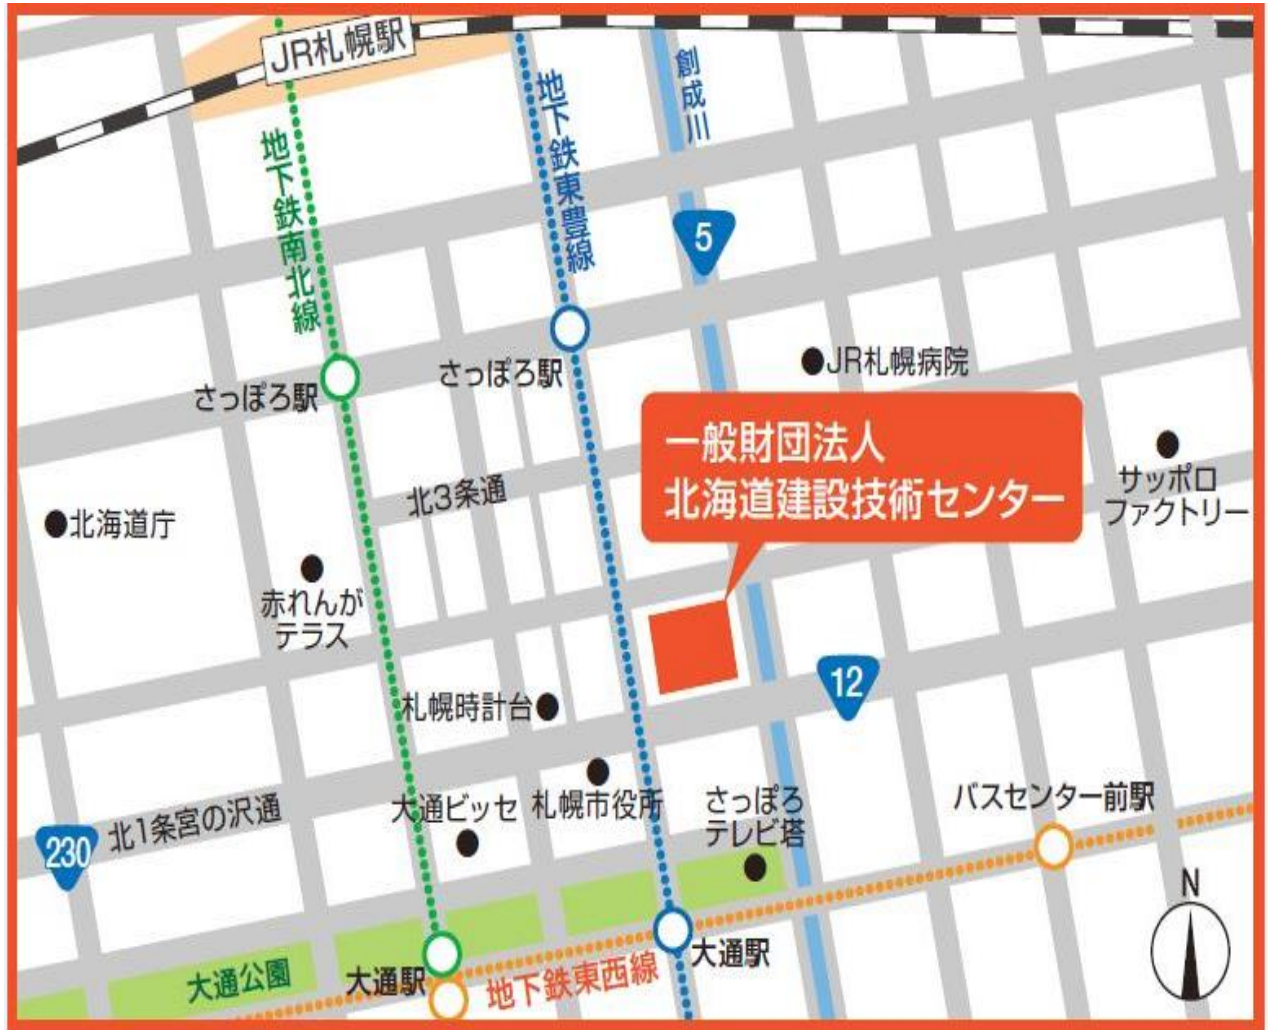 JR札幌駅
創成川
地下鉄東豊線
地下鉄南北線
5
さっぽろ駅
さっぽろ駅
JR札幌病院
一般財団法人
北海道建設技術センター
サッポロ
ファクトリー
北3条通
北海道庁
赤れんが
テラス
12
札幌時計台
札幌市役所
大通ビッセ
さっぽろ
テレビ塔
バスセンター前駅
北1条宮の沢通
230
N
大通公園
大通駅
大通駅
地下鉄東西線